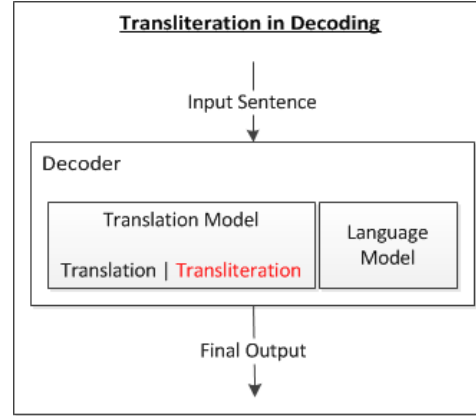 Transliteration in Decoding
Input Sentence
Decoder
Translation Model
Translation | Transliteration
Language
Model
Final Output